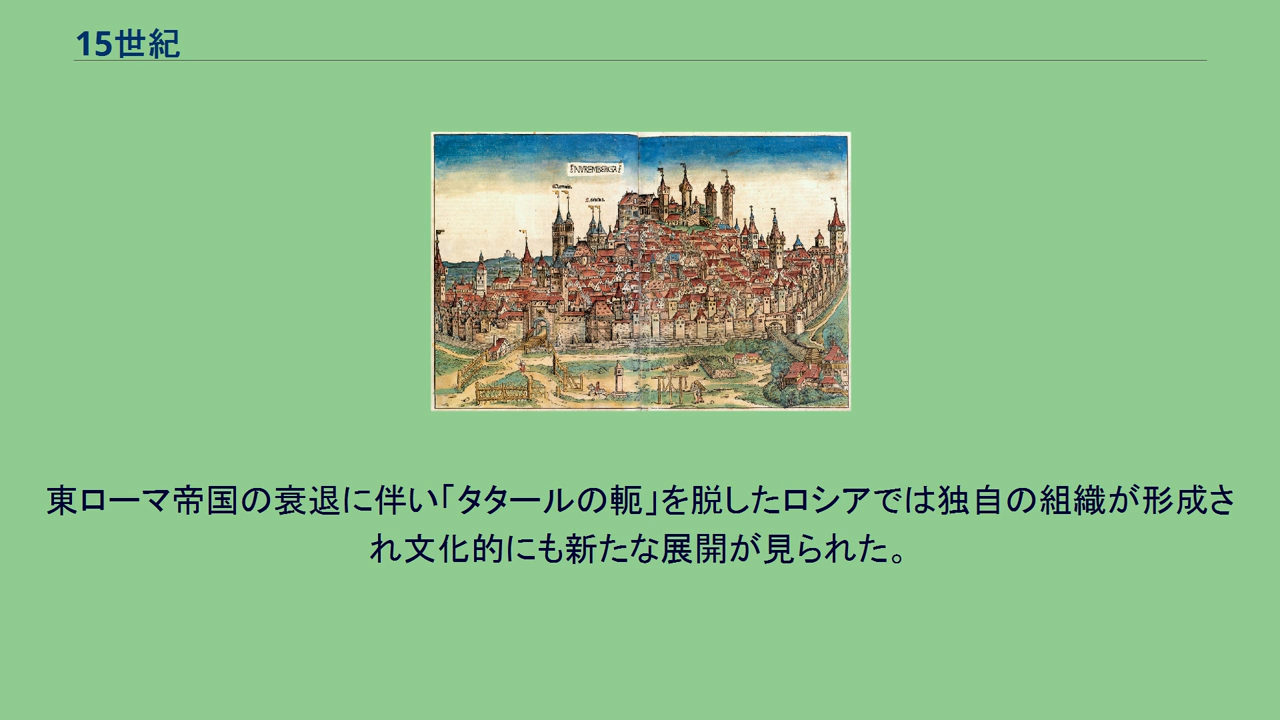 15世紀
NVREMBERGA
東ローマ帝国の衰退に伴い「タタールの軛」を脱したロシアでは独自の組織が形成さ
れ文化的にも新たな展開が見られた。